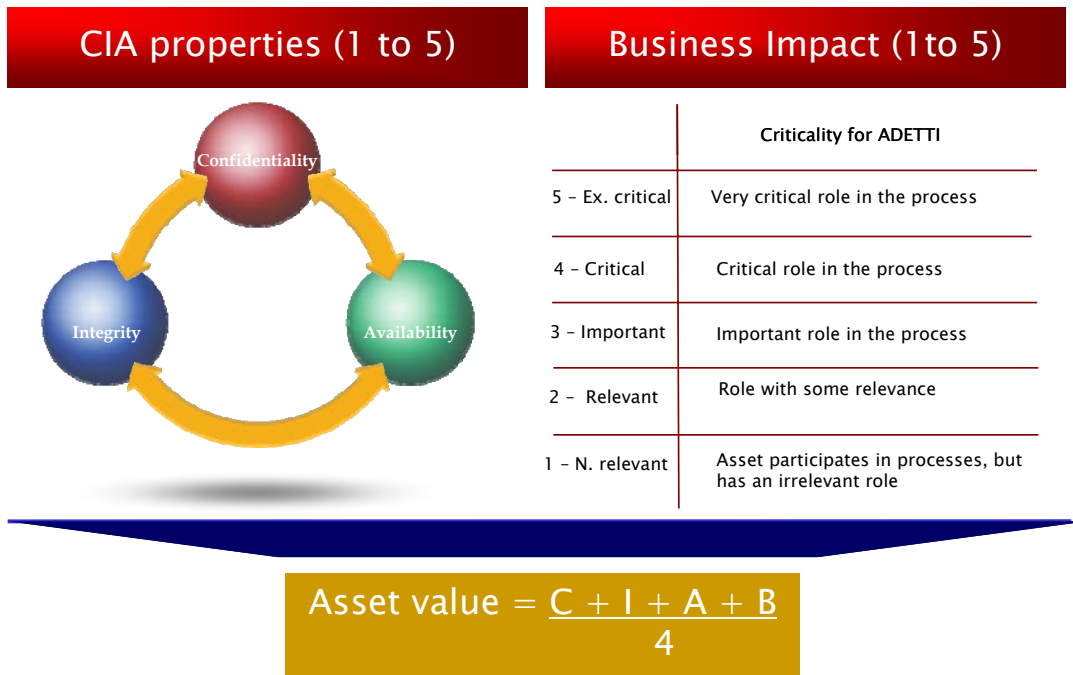 CIA properties (1 to 5)
Confidentiality
Integrity
Availability
Business Impact (1to 5)
Criticality for ADETTI
5 – Ex. critical
Very critical role in the process
4 – Critical
Critical role in the process
3 – Important
Important role in the process
2 – Relevant
Role with some relevance
1 – N. relevant
Asset participates in processes, but
has an irrelevant role
Asset value = C + I + A + B
4